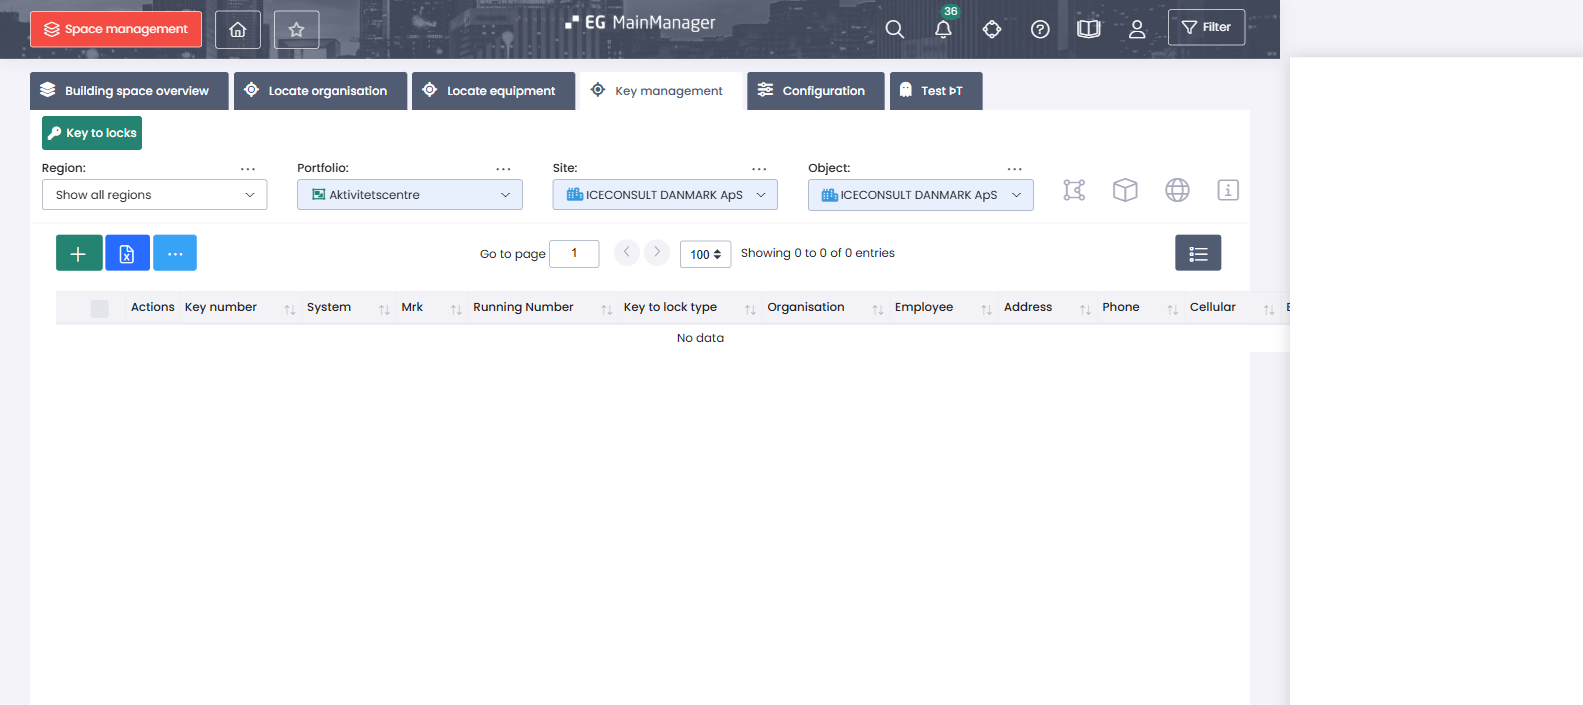 Space management
EG MainManager
36
Filter
Building space overview
Locate organisation
Locate equipment
Key management
Configuration
Test ÞT
Key to locks
Region: ...
Portfolio: ...
Site: ...
Object: ...
Show all regions
Aktivitetscentre
ICECONSULT DANMARK ApS
ICECONSULT DANMARK ApS
Go to page 1
100
Showing 0 to 0 of 0 entries
Actions Key number System Mrk Running Number Key to lock type Organisation Employee Address Phone Cellular
No data